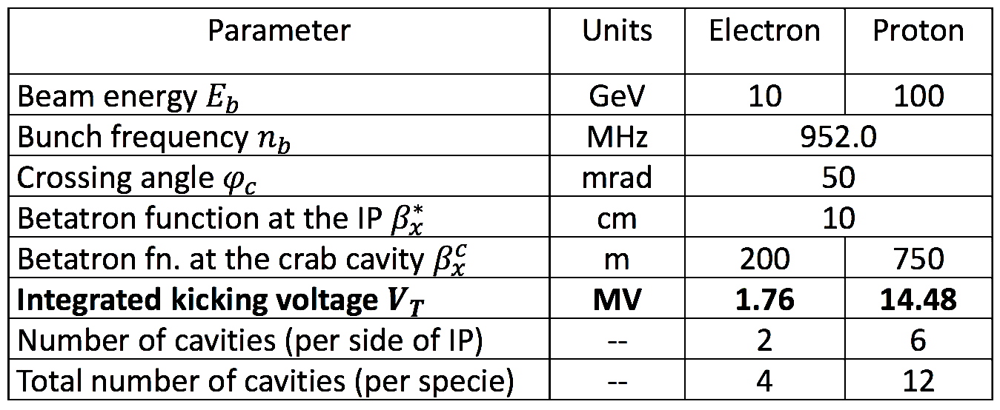 Parameter Units Electron Proton
Beam energy E_b GeV 10 100
Bunch frequency n_b MHz 952.0
Crossing angle φ_c mrad 50
Betatron function at the IP β_x^* cm 10
Betatron fn. at the crab cavity β_x^c m 200 750
Integrated kicking voltage V_T MV 1.76 14.48
Number of cavities (per side of IP) -- 2 6
Total number of cavities (per specie) -- 4 12